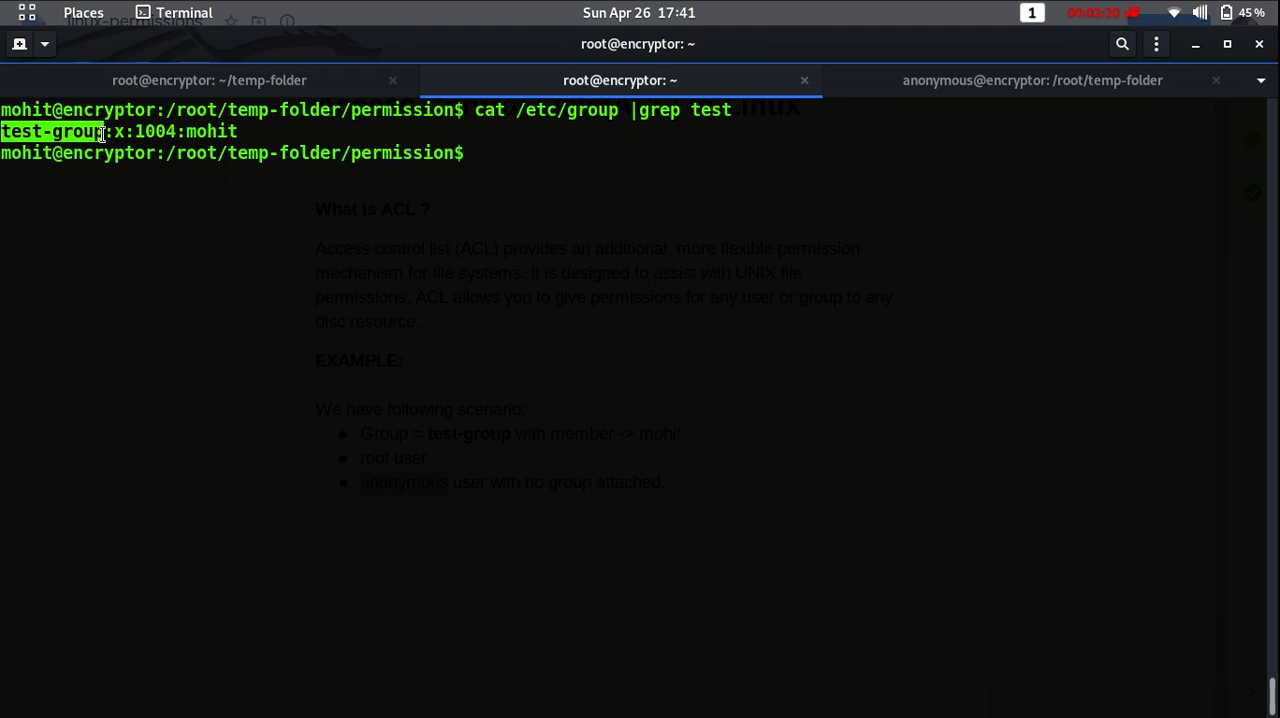 linux-permissions
Places Terminal Sun Apr 26 17:41 1 00:03:20 45 %
root@encryptor: ~
root@encryptor: ~/temp-folder root@encryptor: ~ anonymous@encryptor: /root/temp-folder
mohit@encryptor:/root/temp-folder/permission$ cat /etc/group |grep test
test-group:x:1004:mohit
mohit@encryptor:/root/temp-folder/permission$
What is ACL ?
Access control list (ACL) provides an additional, more flexible permission
mechanism for file systems. It is designed to assist with UNIX file
permissions. ACL allows you to give permissions for any user or group to any
disc resource.
EXAMPLE:
We have following scenario:
● Group = test-group with member -> mohit
● root user
● anonymous user with no group attached.